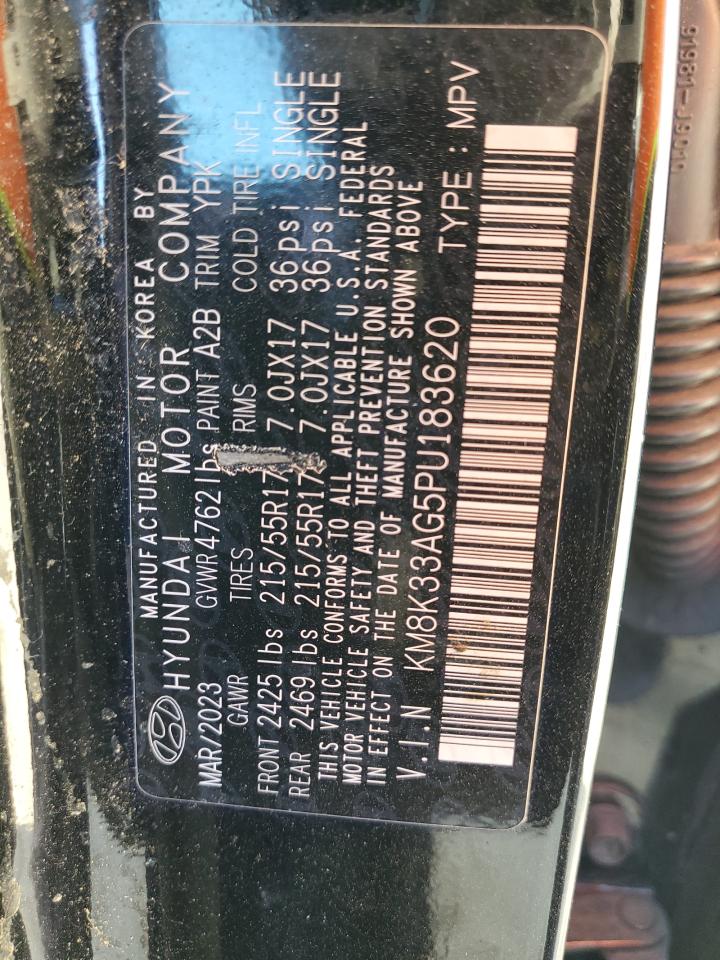 MANUFACTURED IN KOREA BY
HYUNDAI MOTOR COMPANY
MAR/2023 GVWR 4762 lbs PAINT A2B TRIM YPK
GAWR TIRES RIMS COLD TIRE INFL
FRONT 2425 lbs 215/55R17 7.0JX17 36psi SINGLE
REAR 2469 lbs 215/55R17 7.0JX17 36psi SINGLE
THIS VEHICLE CONFORMS TO ALL APPLICABLE U.S.A. FEDERAL
MOTOR VEHICLE SAFETY AND THEFT PREVENTION STANDARDS
IN EFFECT ON THE DATE OF MANUFACTURE SHOWN ABOVE
V.I.N KM8K33AG5PU183620 TYPE : MPV